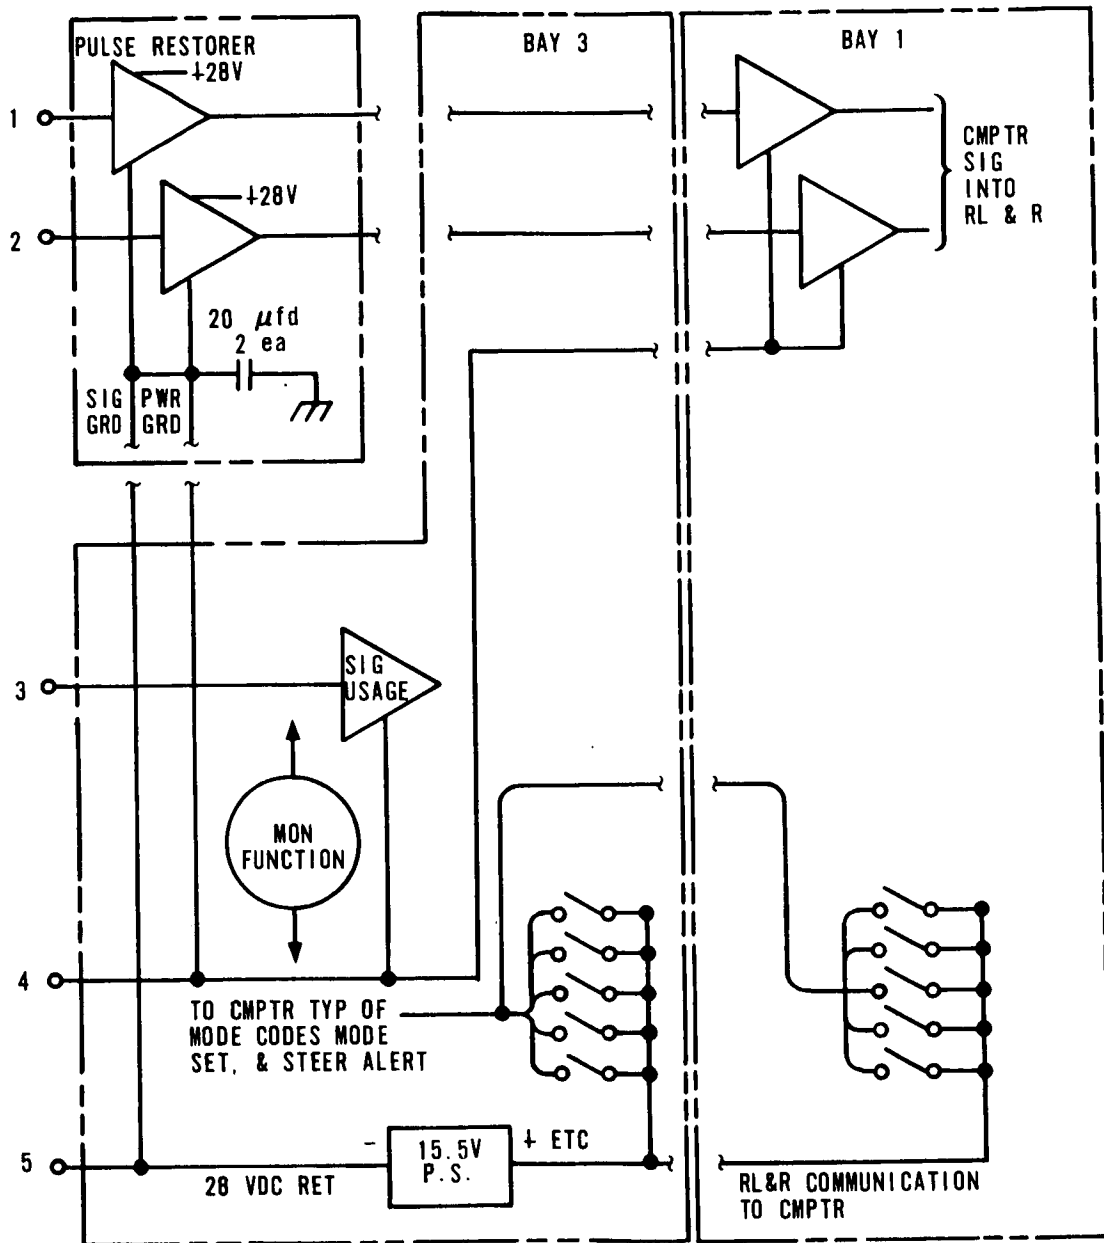 PULSE RESTORER
+28V
1
+28V
2
20 μfd
2 ea
SIG
GRD
PWR
GRD
BAY 3
BAY 1
CMPTR
SIG
INTO
RL & R
3
SIG
USAGE
MON
FUNCTION
4
TO CMPTR TYP OF
MODE CODES MODE
SET, & STEER ALERT
5
28 VDC RET
-
15.5V
P.S.
+ ETC
RL&R COMMUNICATION
TO CMPTR